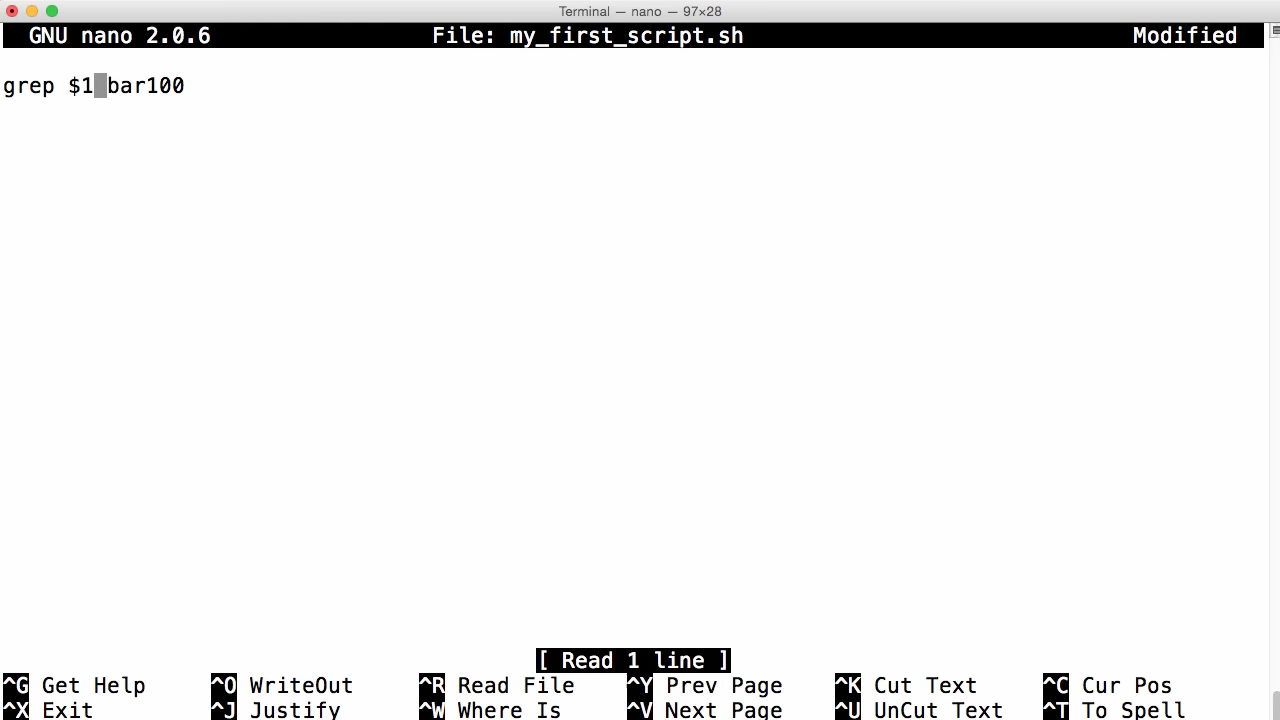 Terminal — nano — 97×28
GNU nano 2.0.6 File: my_first_script.sh Modified
grep $1 bar100
[ Read 1 line ]
^G Get Help ^O WriteOut ^R Read File ^Y Prev Page ^K Cut Text ^C Cur Pos
^X Exit ^J Justify ^W Where Is ^V Next Page ^U UnCut Text ^T To Spell